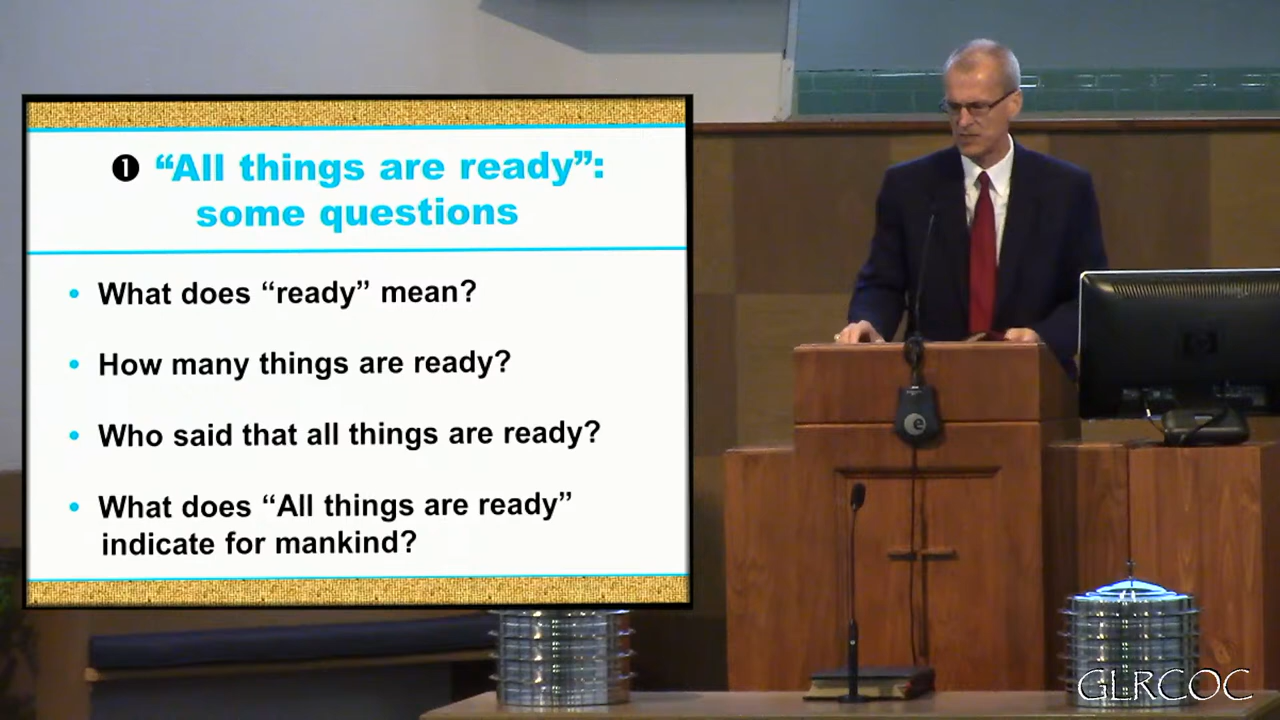 ❶ “All things are ready”:
some questions
• What does “ready” mean?
• How many things are ready?
• Who said that all things are ready?
• What does “All things are ready”
indicate for mankind?
e
GLRCOC